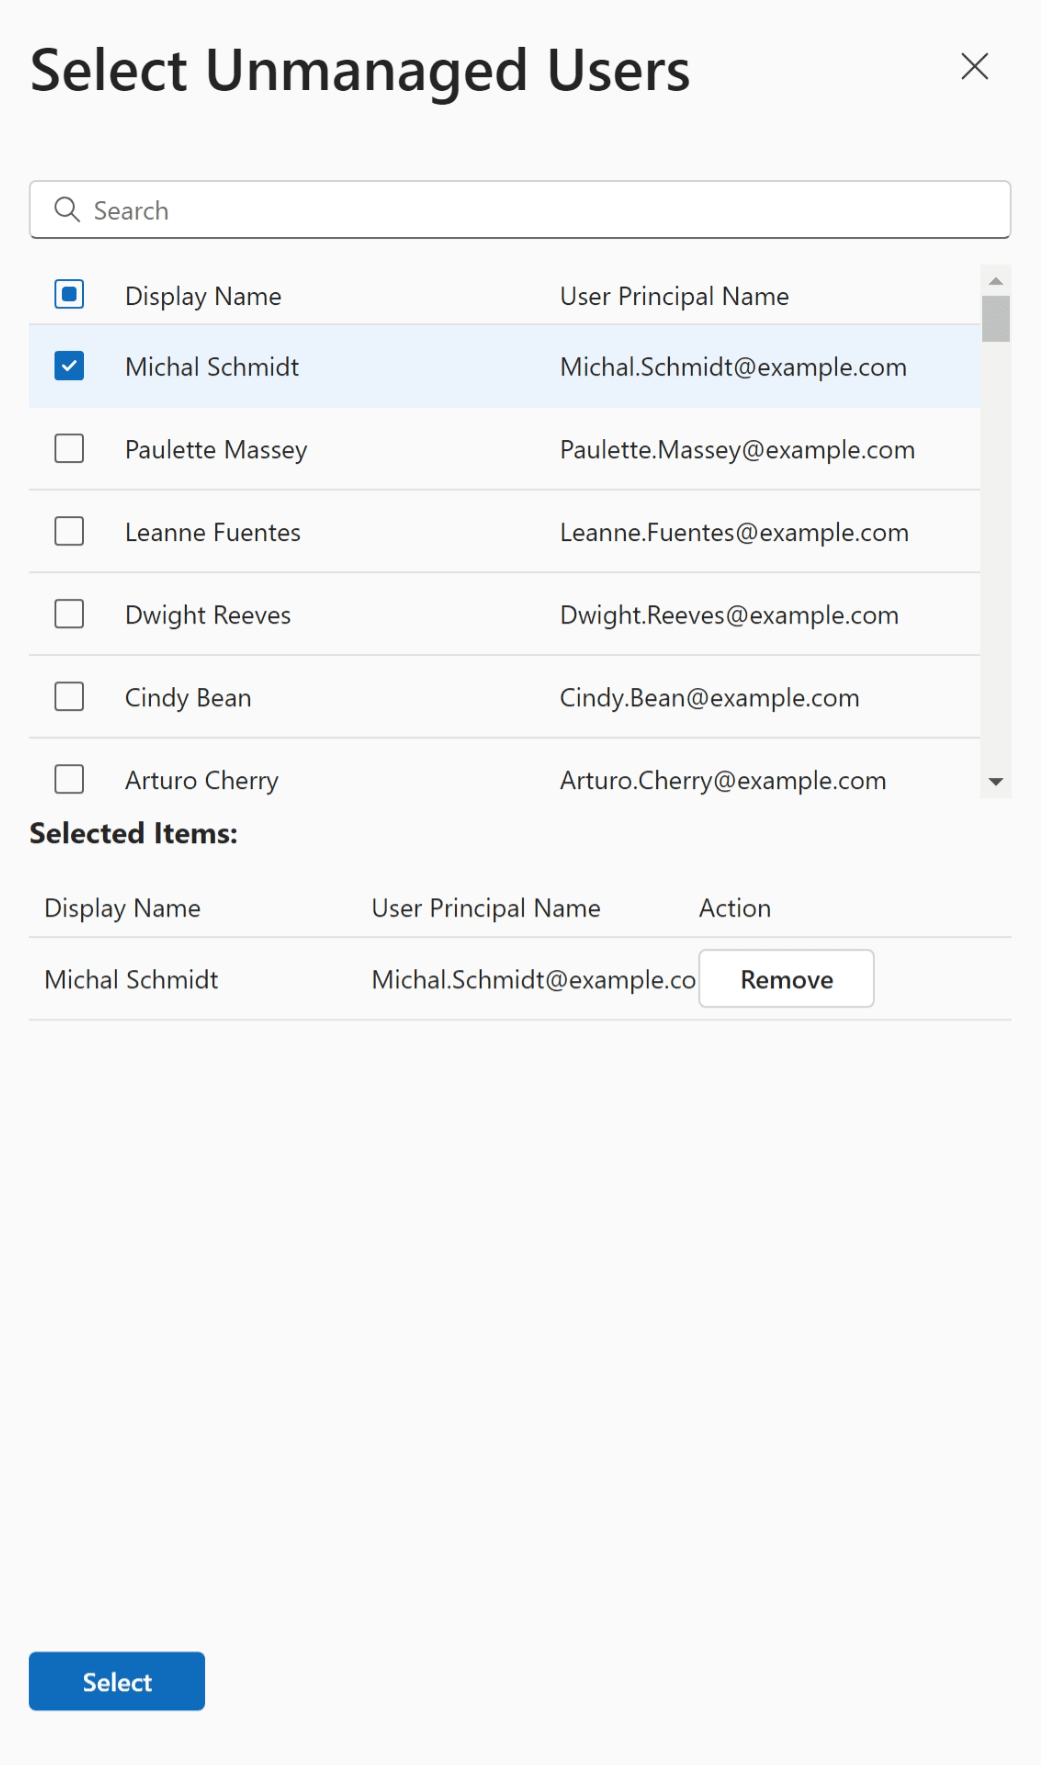 Select Unmanaged Users
Search
Display Name User Principal Name
Michal Schmidt Michal.Schmidt@example.com
Paulette Massey Paulette.Massey@example.com
Leanne Fuentes Leanne.Fuentes@example.com
Dwight Reeves Dwight.Reeves@example.com
Cindy Bean Cindy.Bean@example.com
Arturo Cherry Arturo.Cherry@example.com
Selected Items:
Display Name User Principal Name Action
Michal Schmidt Michal.Schmidt@example.co Remove
Select